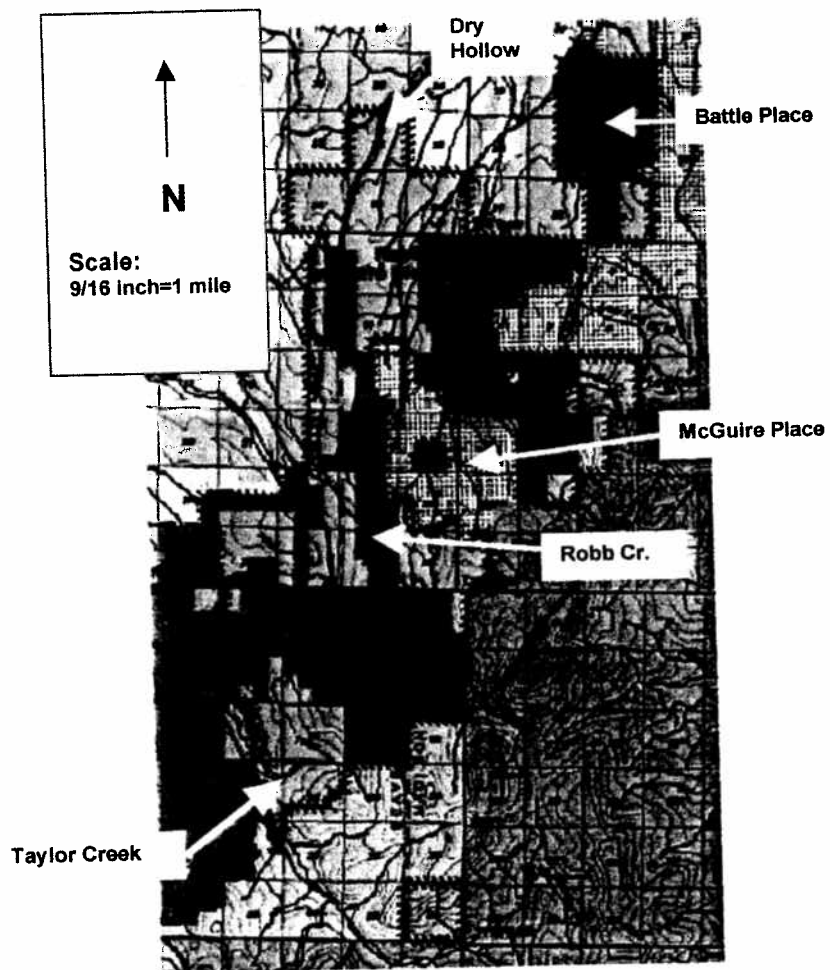 Dry
Hollow
Battle Place
N
Scale:
9/16 inch=1 mile
McGuire Place
Robb Cr.
Taylor Creek